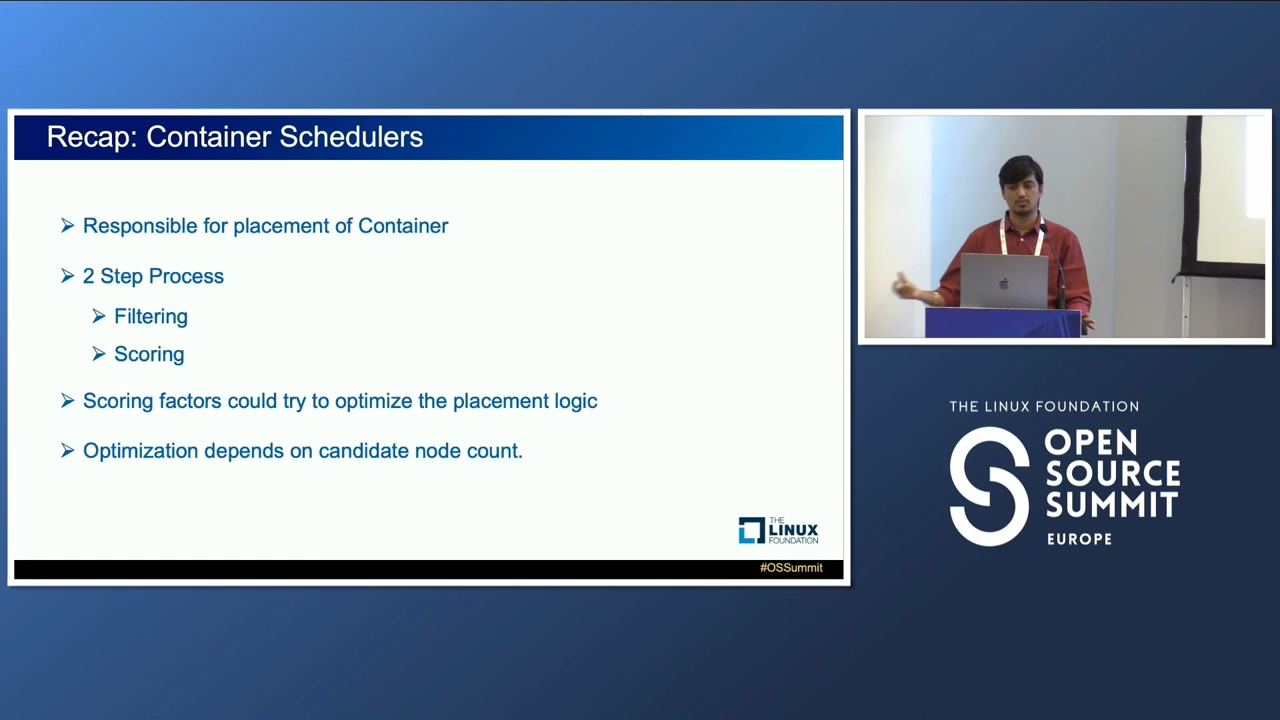 Recap: Container Schedulers
Responsible for placement of Container
2 Step Process
Filtering
Scoring
Scoring factors could try to optimize the placement logic
Optimization depends on candidate node count.
THE
LINUX
FOUNDATION
#OSSummit
THE LINUX FOUNDATION
OPEN
SOURCE
SUMMIT
EUROPE